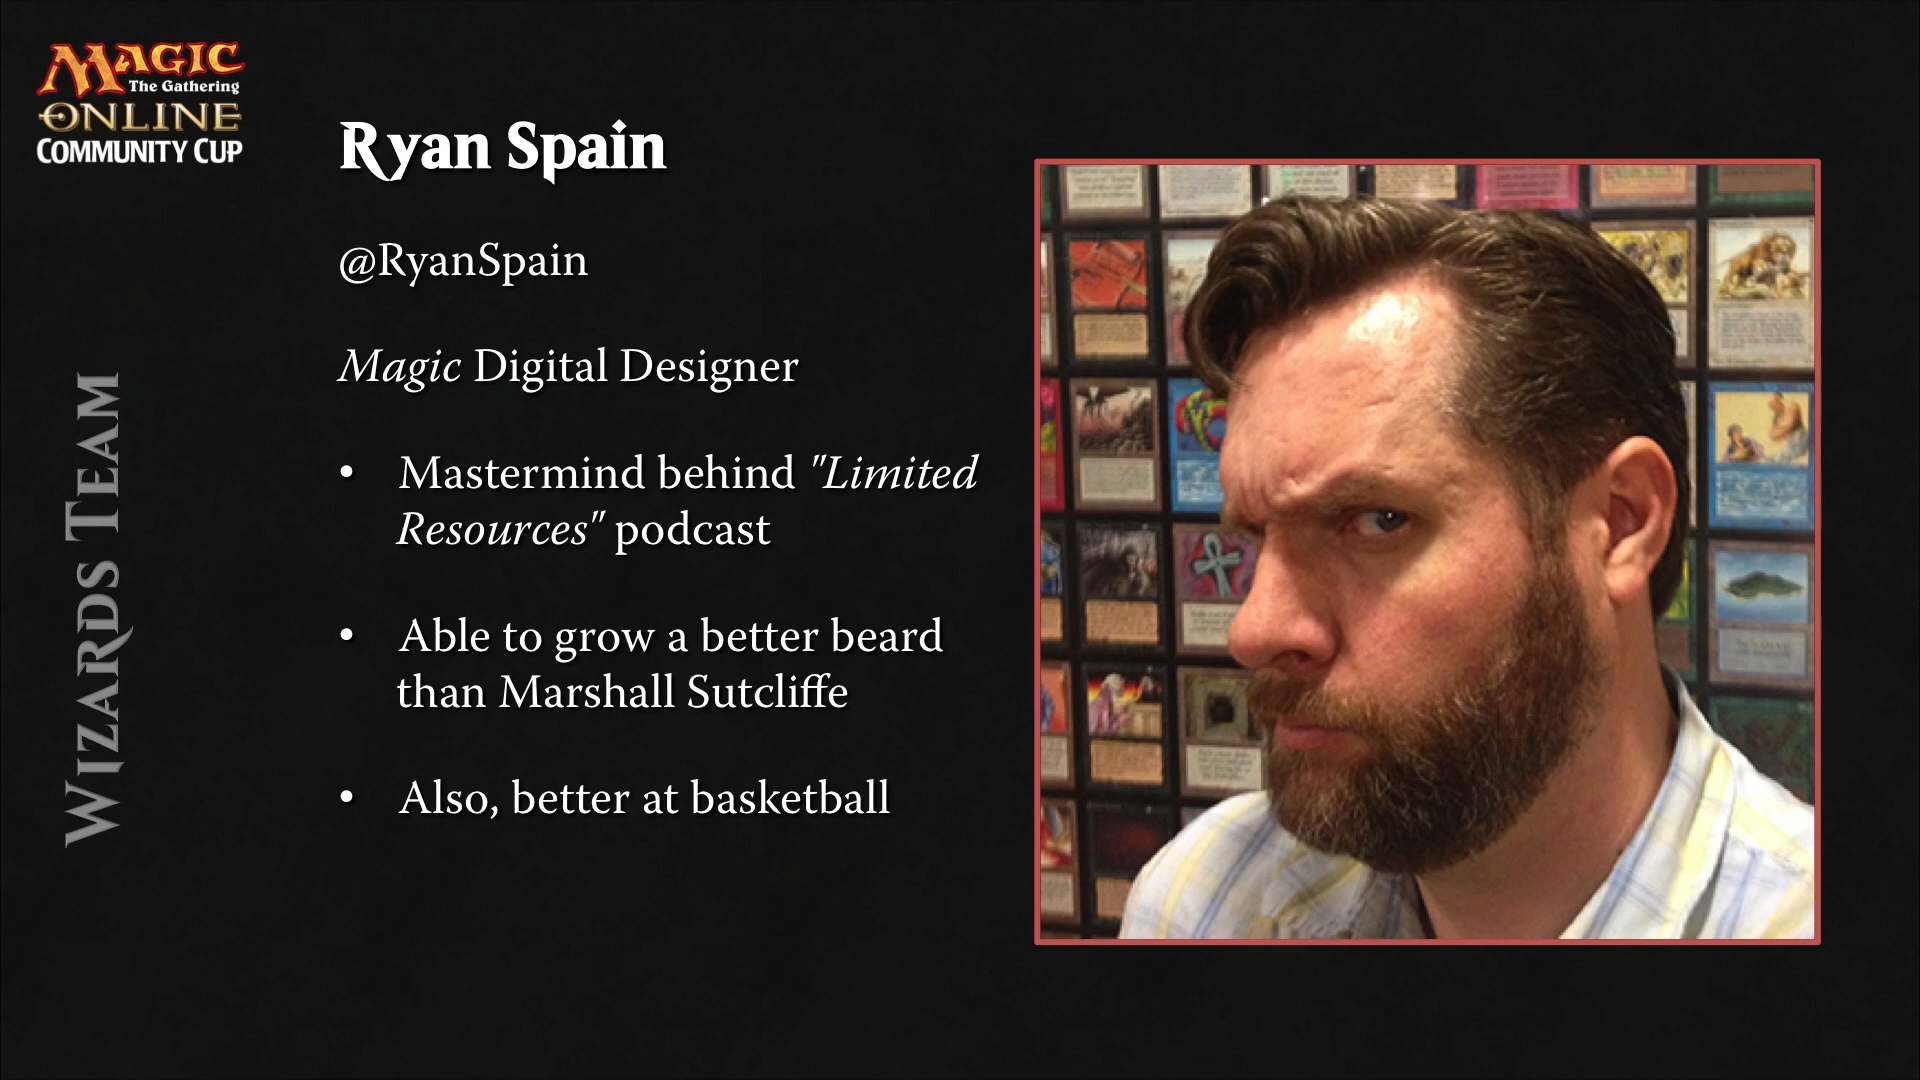 MAGIC
The Gathering
ONLINE
COMMUNITY CUP
WIZARDS TEAM
Ryan Spain
@RyanSpain
Magic Digital Designer
• Mastermind behind "Limited
Resources" podcast
• Able to grow a better beard
than Marshall Sutcliffe
• Also, better at basketball